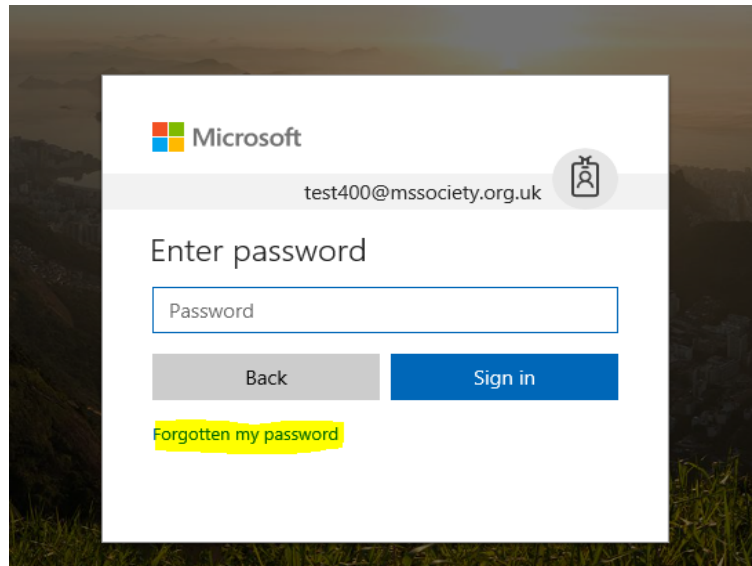 Microsoft
test400@mssociety.org.uk
Enter password
Password
Back
Sign in
Forgotten my password